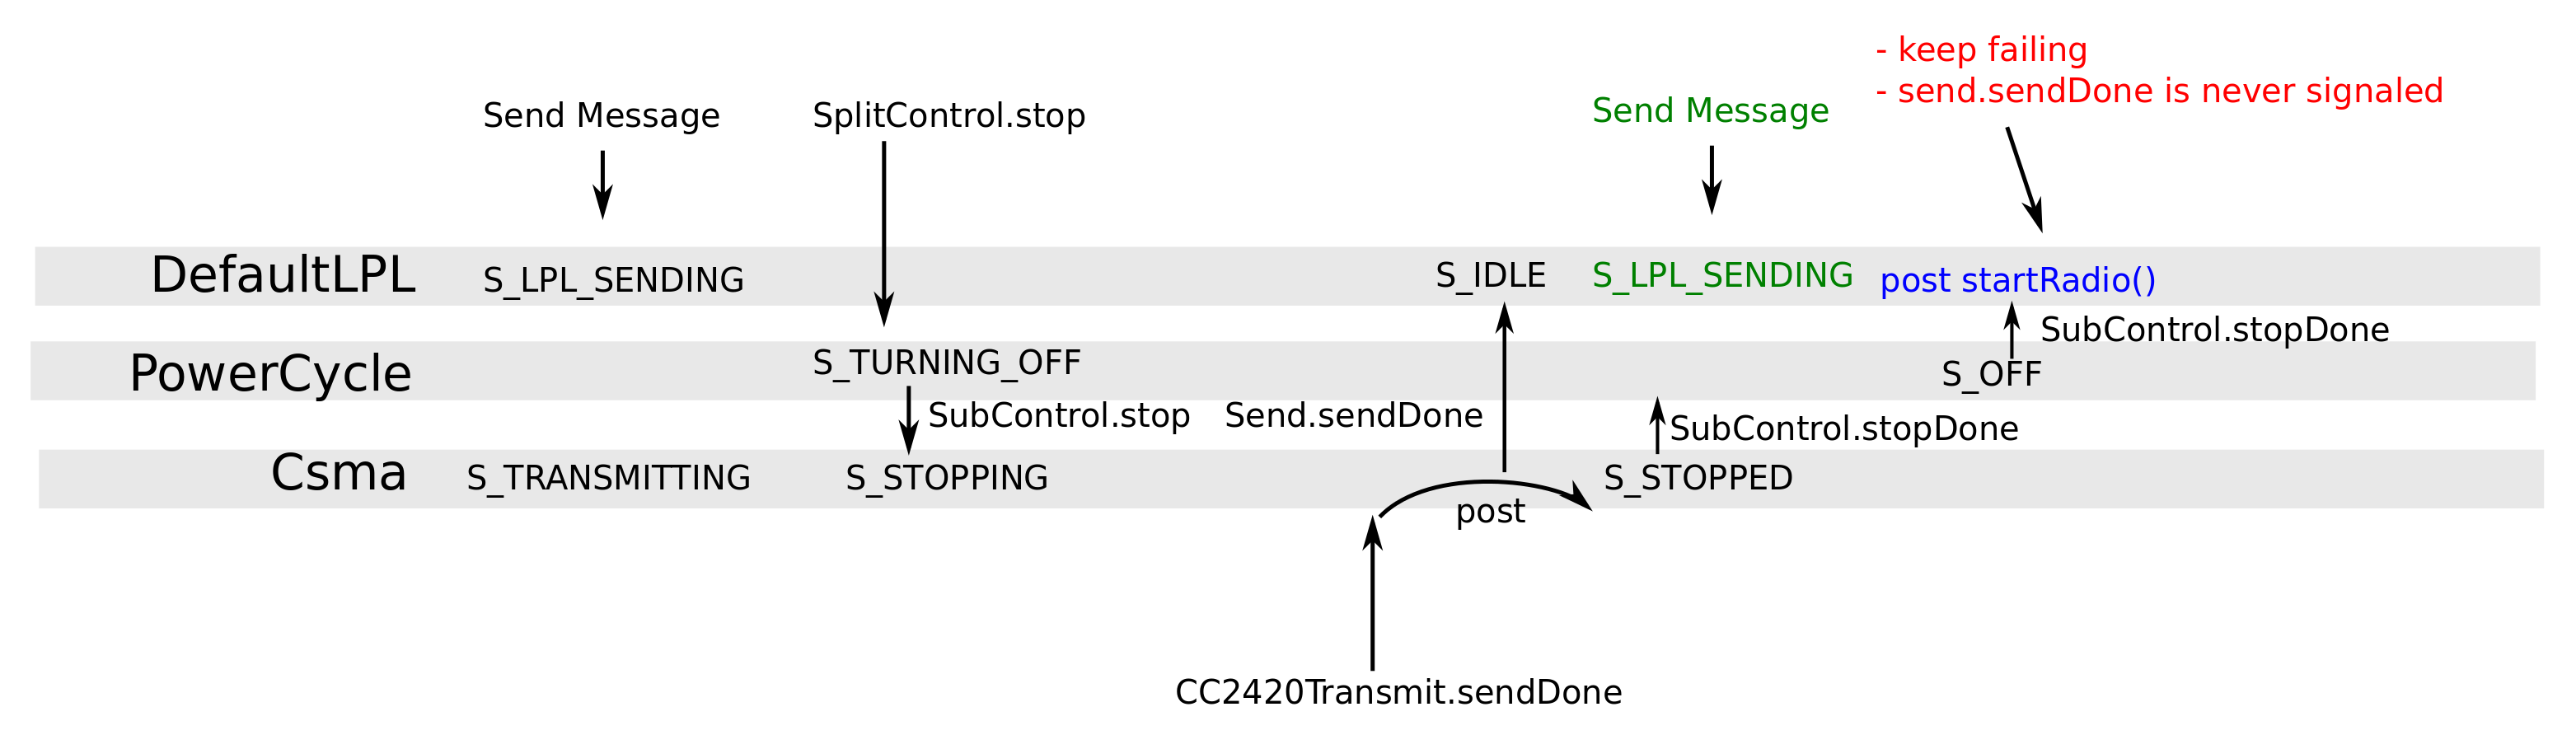 - keep failing
- send.sendDone is never signaled
Send Message
SplitControl.stop
Send Message
DefaultLPL
S_LPL_SENDING
S_IDLE
S_LPL_SENDING
post startRadio()
SubControl.stopDone
PowerCycle
S_TURNING_OFF
S_OFF
SubControl.stop
Send.sendDone
SubControl.stopDone
Csma
S_TRANSMITTING
S_STOPPING
S_STOPPED
post
CC2420Transmit.sendDone